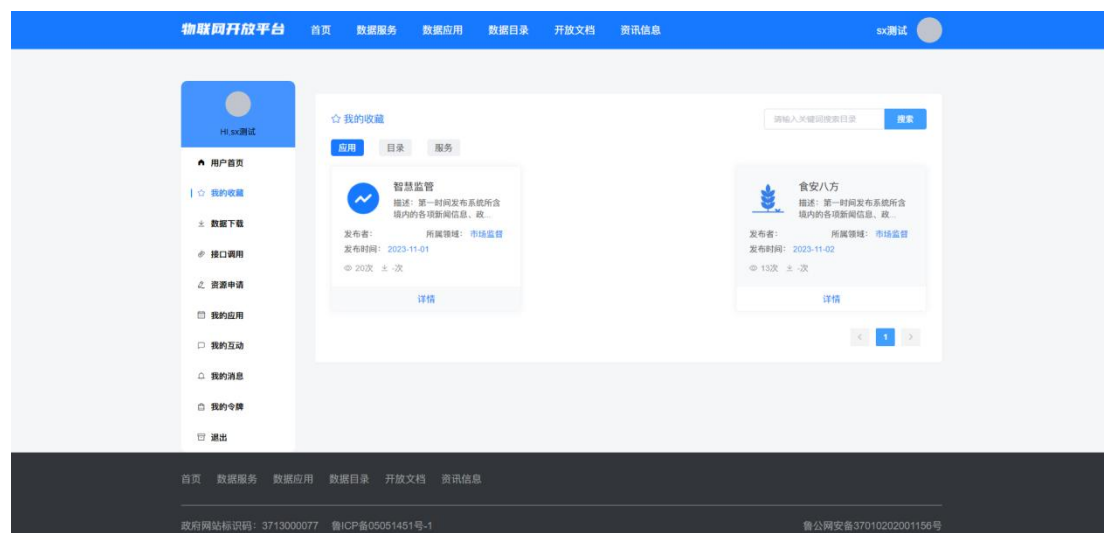 物联网开放平台 首页 数据服务 数据应用 数据目录 开放文档 资讯信息 sx测试
HI,sx测试
用户首页
我的收藏
数据下载
接口调用
资源申请
我的应用
我的互动
我的消息
我的令牌
退出
我的收藏 请输入关键词搜索目录 搜索
应用 目录 服务
智慧监管
描述：第一时间发布系统所含
境内的各项新闻信息、政...
发布者： 所属领域：市场监督
发布时间：2023-11-01
20次 -次
详情
食安八方
描述：第一时间发布系统所含
境内的各项新闻信息、政...
发布者： 所属领域：市场监督
发布时间：2023-11-02
13次 -次
详情
< 1 >
首页 数据服务 数据应用 数据目录 开放文档 资讯信息
政府网站标识码：3713000077 鲁ICP备05051451号-1 鲁公网安备37010202001156号